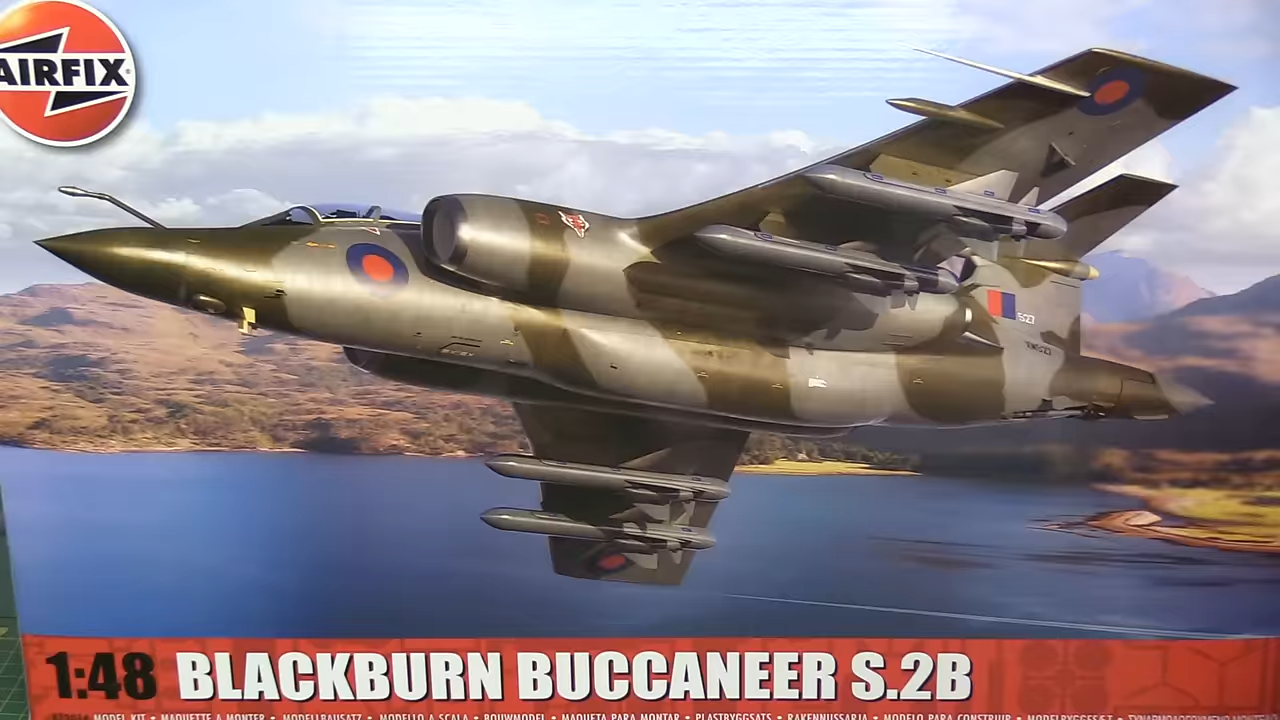 AIRFIX
1:48 BLACKBURN BUCCANEER S.2B
MODEL KIT • MAQUETTE A MONTER • MODELLBAUSATZ • MODELLO A SCALA • BOUWMODEL • MAQUETA PARA MONTAR • PLASTBYGGSATS • RAKENNUSSARJA • MODELO PARA CONSTRUIR • MODELBYGGESÆT